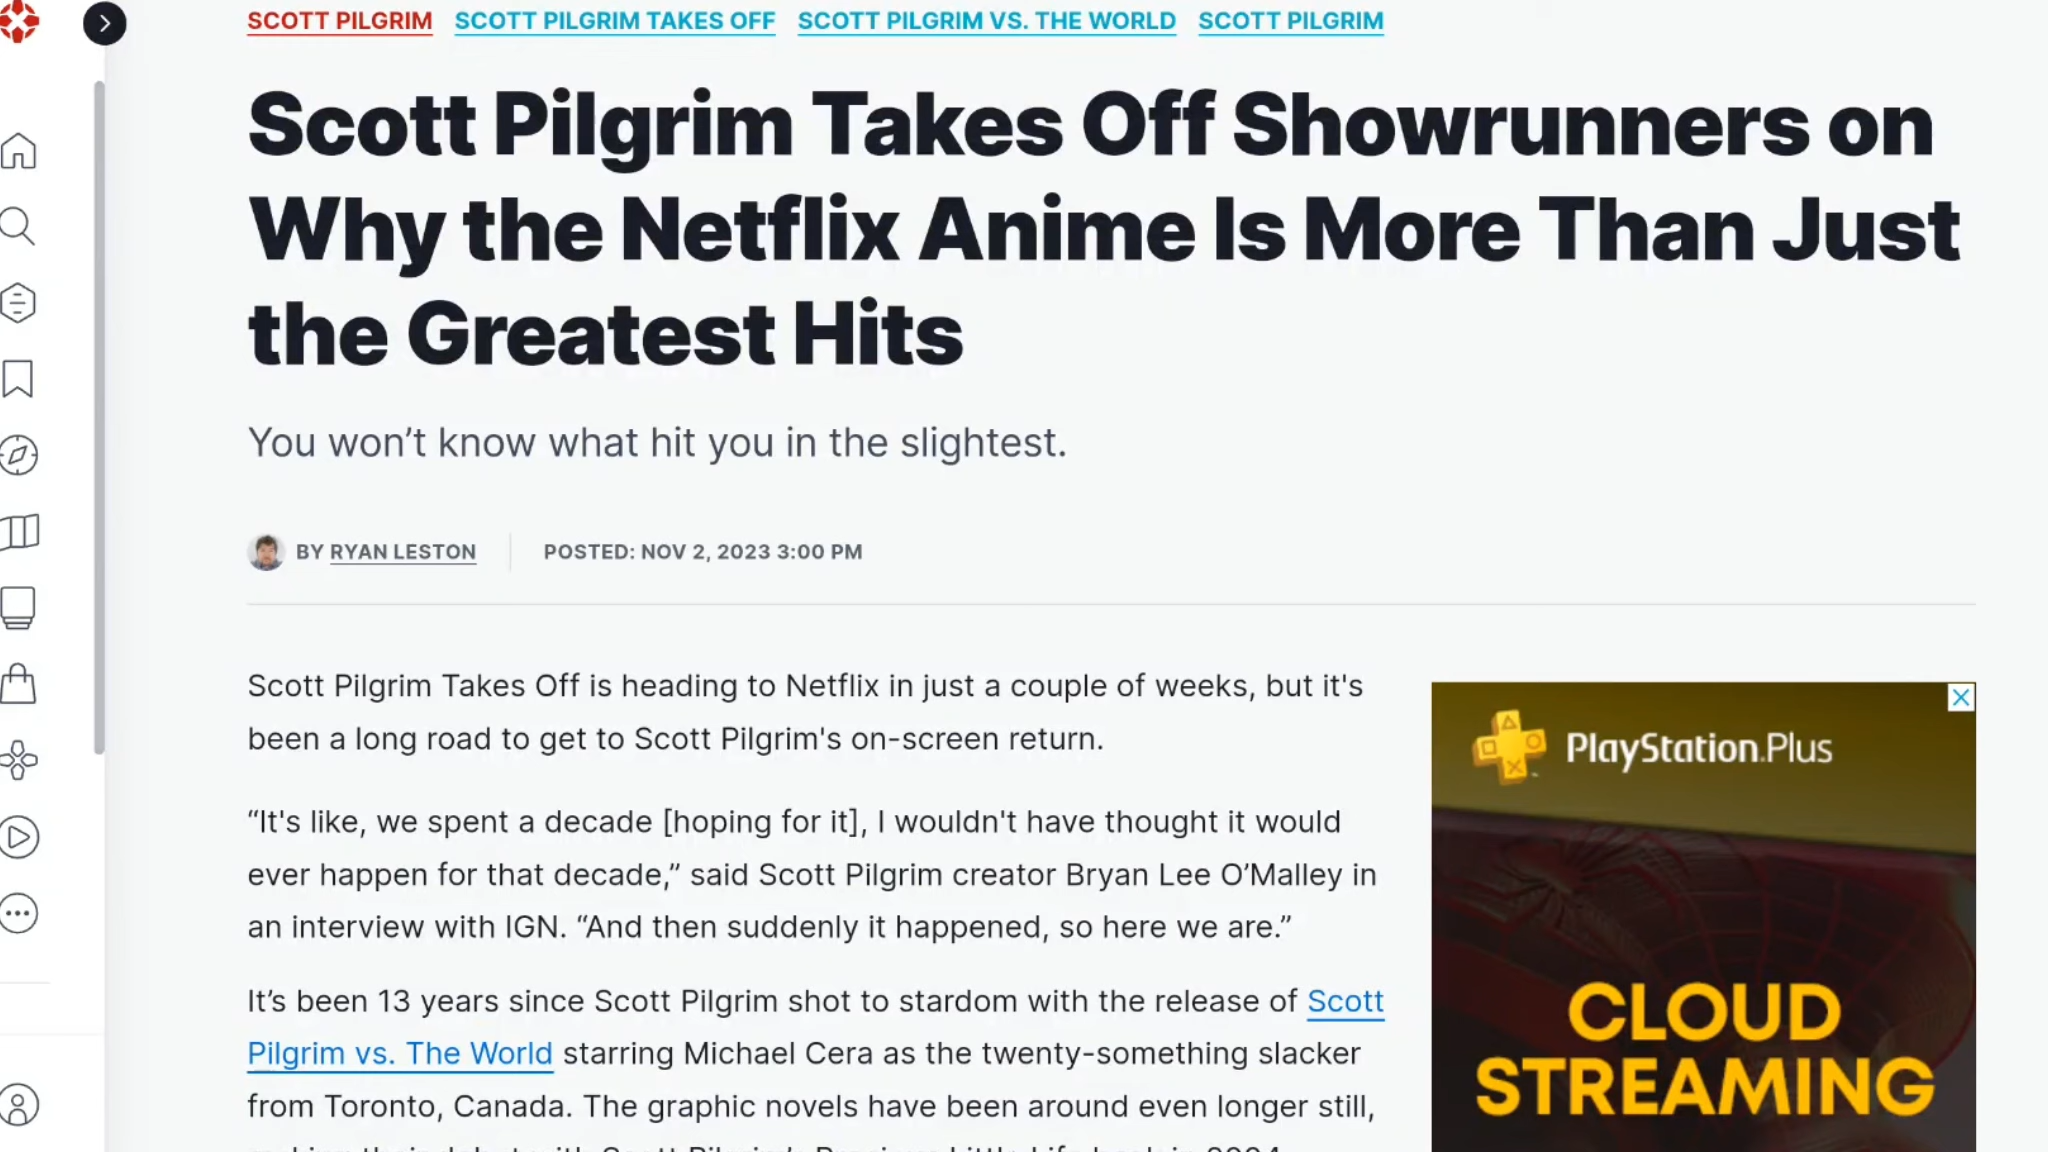 SCOTT PILGRIM SCOTT PILGRIM TAKES OFF SCOTT PILGRIM VS. THE WORLD SCOTT PILGRIM
Scott Pilgrim Takes Off Showrunners on
Why the Netflix Anime Is More Than Just
the Greatest Hits
You won’t know what hit you in the slightest.
BY RYAN LESTON POSTED: NOV 2, 2023 3:00 PM
Scott Pilgrim Takes Off is heading to Netflix in just a couple of weeks, but it's
been a long road to get to Scott Pilgrim's on-screen return.
“It's like, we spent a decade [hoping for it], I wouldn't have thought it would
ever happen for that decade,” said Scott Pilgrim creator Bryan Lee O’Malley in
an interview with IGN. “And then suddenly it happened, so here we are.”
It’s been 13 years since Scott Pilgrim shot to stardom with the release of Scott
Pilgrim vs. The World starring Michael Cera as the twenty-something slacker
from Toronto, Canada. The graphic novels have been around even longer still,
PlayStation.Plus
CLOUD
STREAMING